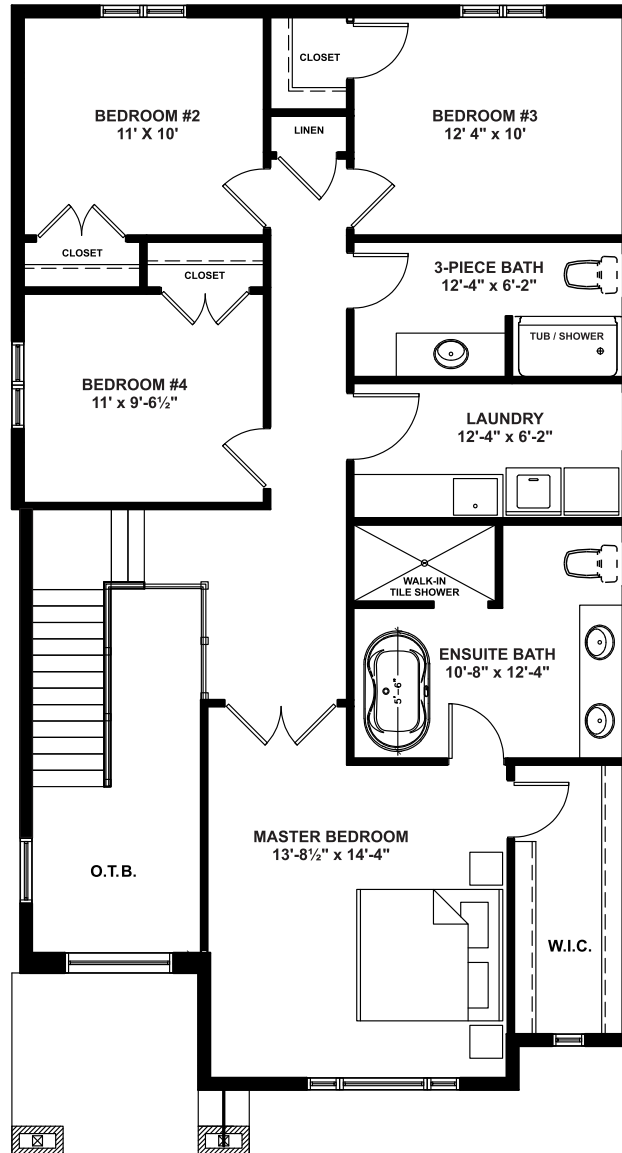 CLOSET
BEDROOM #2
11' X 10'
BEDROOM #3
12' 4" x 10'
LINEN
CLOSET
CLOSET
3-PIECE BATH
12'-4" x 6'-2"
TUB / SHOWER
BEDROOM #4
11' x 9'-6½"
LAUNDRY
12'-4" x 6'-2"
WALK-IN
TILE SHOWER
ENSUITE BATH
10'-8" x 12'-4"
5'-6"
MASTER BEDROOM
13'-8½" x 14'-4"
O.T.B.
W.I.C.